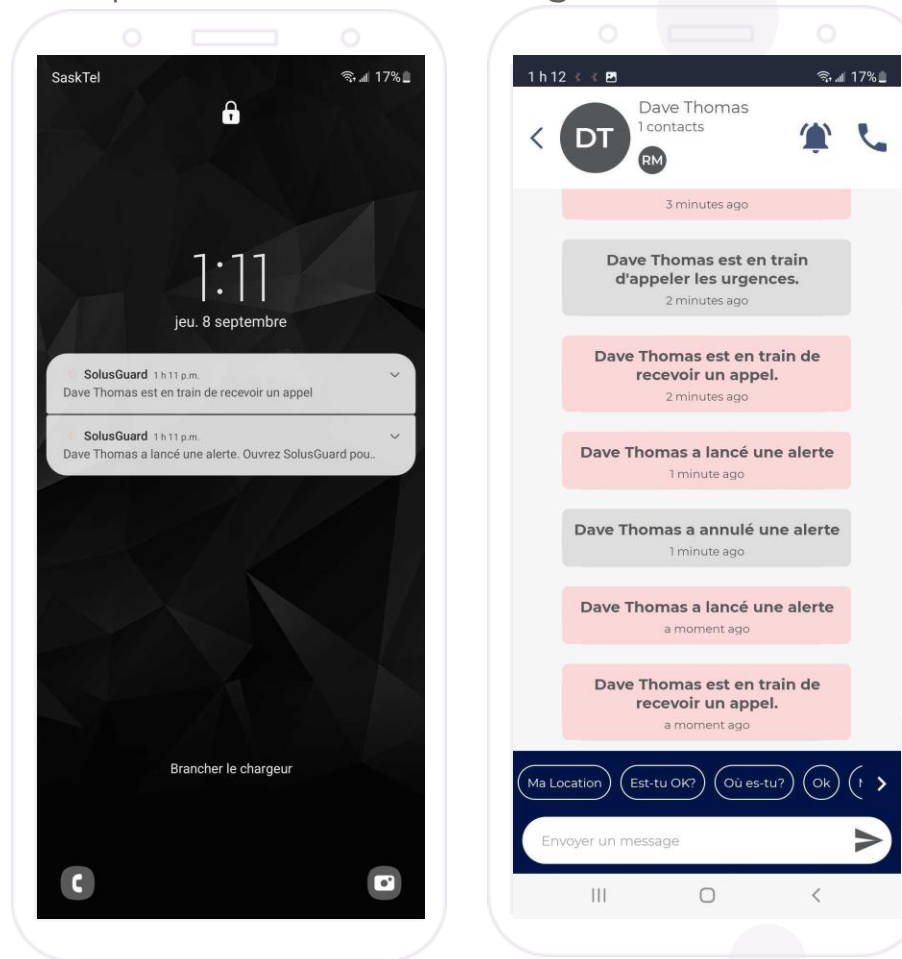 SaskTel
17%
1:11
jeu. 8 septembre
SolusGuard 1 h 11 p.m.
Dave Thomas est en train de recevoir un appel
SolusGuard 1 h 11 p.m.
Dave Thomas a lancé une alerte. Ouvrez SolusGuard pou..
Brancher le chargeur
1 h 12
17%
Dave Thomas
1 contacts
DT
RM
3 minutes ago
Dave Thomas est en train
d'appeler les urgences.
2 minutes ago
Dave Thomas est en train de
recevoir un appel.
2 minutes ago
Dave Thomas a lancé une alerte
1 minute ago
Dave Thomas a annulé une alerte
1 minute ago
Dave Thomas a lancé une alerte
a moment ago
Dave Thomas est en train de
recevoir un appel.
a moment ago
Ma Location
Est-tu OK?
Où es-tu?
Ok
Envoyer un message